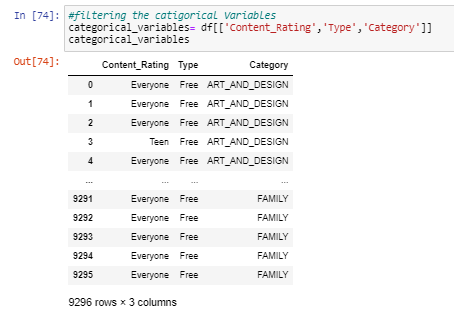 In [74]: #filtering the catigorical Variables
categorical_variables= df[['Content_Rating','Type','Category']]
categorical_variables
Out[74]:
Content_Rating Type Category
0 Everyone Free ART_AND_DESIGN
1 Everyone Free ART_AND_DESIGN
2 Everyone Free ART_AND_DESIGN
3 Teen Free ART_AND_DESIGN
4 Everyone Free ART_AND_DESIGN
... ... ... ...
9291 Everyone Free FAMILY
9292 Everyone Free FAMILY
9293 Everyone Free FAMILY
9294 Everyone Free FAMILY
9295 Everyone Free FAMILY
9296 rows × 3 columns